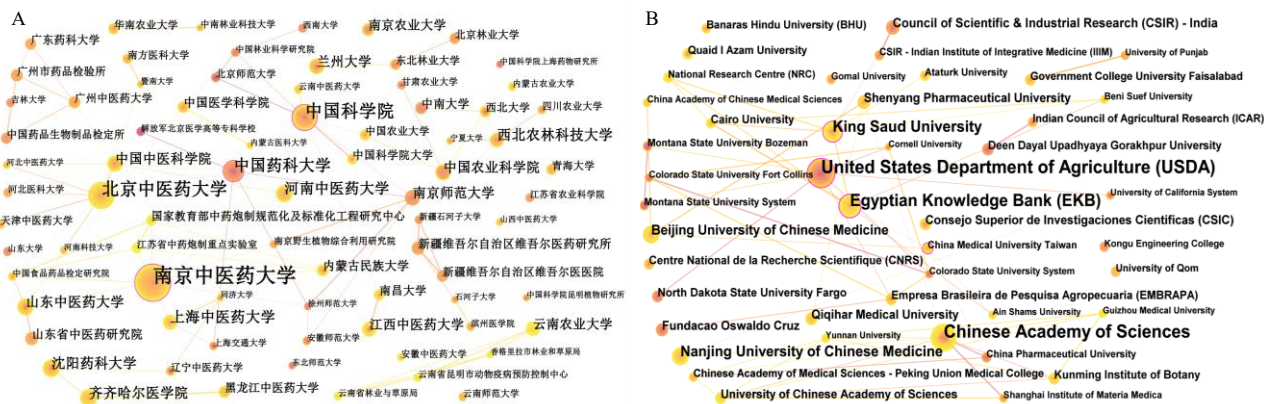 A
华南农业大学
中南林业科技大学
西南大学
南京农业大学
北京林业大学
广东药科大学
南方医科大学
中国林业科学研究院
兰州大学
东北林业大学
中国科学院上海药物研究所
广州市药品检验所
暨南大学
北京师范大学
云南中医药大学
甘肃农业大学
内蒙古农业大学
吉林大学
广州中医药大学
中国医学科学院
中国科学院
中南大学
西北大学
四川农业大学
中国药品生物制品检定所
解放军北京医学高等专科学校
中国农业大学
宁夏大学
西北农林科技大学
内蒙古医科大学
河北中医药大学
中国中医科学院
中国药科大学
中国科学院大学
中国农业科学院
青海大学
河北医科大学
北京中医药大学
河南中医药大学
南京师范大学
江苏省农业科学院
天津中医药大学
国家教育部中药炮制规范化及标准化工程研究中心
新疆石河子大学
山西中医药大学
山东大学
河南科技大学
江苏省中药炮制重点实验室
南京野生植物综合利用研究院
新疆维吾尔自治区维吾尔医药研究所
中国食品药品检定研究院
南京中医药大学
内蒙古民族大学
新疆维吾尔自治区维吾尔医医院
同济大学
南昌大学
石河子大学
中国科学院昆明植物研究所
山东中医药大学
上海中医药大学
徐州师范大学
江西中医药大学
滨州医学院
云南农业大学
山东省中医药研究院
上海交通大学
安徽师范大学
安徽中医药大学
香格里拉市林业和草原局
沈阳药科大学
辽宁中医药大学
东北师范大学
云南省昆明市动物疫病预防控制中心
齐齐哈尔医学院
黑龙江中医药大学
云南省林业与草原局
云南师范大学
B
Banaras Hindu University (BHU)
Council of Scientific & Industrial Research (CSIR) - India
Quaid I Azam University
CSIR - Indian Institute of Integrative Medicine (IIIM)
University of Punjab
National Research Centre (NRC)
Gomal University
Ataturk University
Government College University Faisalabad
China Academy of Chinese Medical Sciences
Shenyang Pharmaceutical University
Beni Suef University
Cairo University
King Saud University
Indian Council of Agricultural Research (ICAR)
Montana State University Bozeman
Cornell University
Deen Dayal Upadhyaya Gorakhpur University
Colorado State University Fort Collins
United States Department of Agriculture (USDA)
University of California System
Montana State University System
Egyptian Knowledge Bank (EKB)
Consejo Superior de Investigaciones Cientificas (CSIC)
Beijing University of Chinese Medicine
China Medical University Taiwan
Kongu Engineering College
Centre National de la Recherche Scientifique (CNRS)
Colorado State University System
University of Qom
North Dakota State University Fargo
Empresa Brasileira de Pesquisa Agropecuaria (EMBRAPA)
Qiqihar Medical University
Ain Shams University
Guizhou Medical University
Fundacao Oswaldo Cruz
Yunnan University
Chinese Academy of Sciences
Nanjing University of Chinese Medicine
China Pharmaceutical University
Chinese Academy of Medical Sciences - Peking Union Medical College
Kunming Institute of Botany
University of Chinese Academy of Sciences
Shanghai Institute of Materia Medica